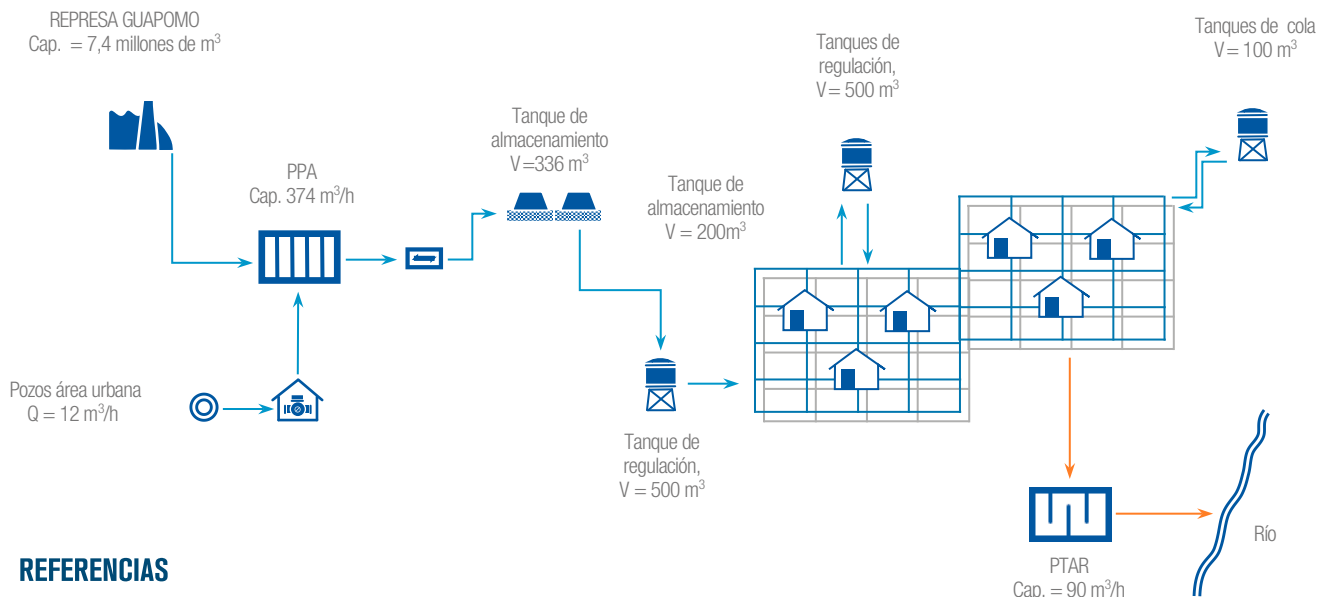 REPRESA GUAPOMO
Cap. = 7,4 millones de m³
PPA
Cap. 374 m³/h
Tanque de
almacenamiento
V =336 m³
Tanque de
almacenamiento
V = 200m³
Tanques de
regulación,
V = 500 m³
Tanques de cola
V = 100 m³
Pozos área urbana
Q = 12 m³/h
Tanque de
regulación,
V = 500 m³
Río
PTAR
Cap. = 90 m³/h
REFERENCIAS